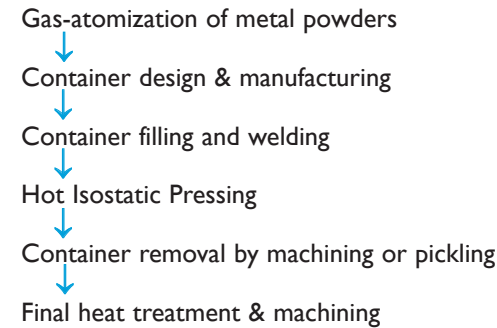 Gas-atomization of metal powders
Container design & manufacturing
Container filling and welding
Hot Isostatic Pressing
Container removal by machining or pickling
Final heat treatment & machining